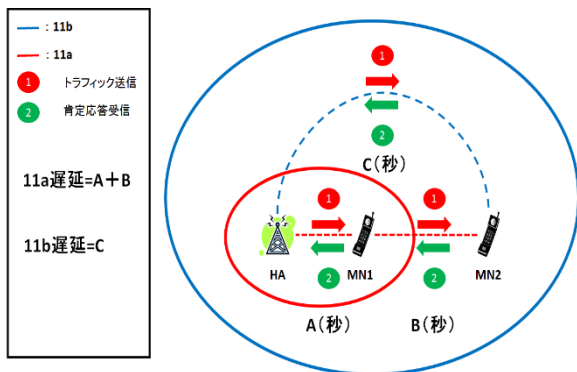 : 11b
: 11a
1 トラフィック送信
2 肯定応答受信
11a遅延=A+B
11b遅延=C
1
2
C(秒)
1
1
2
2
HA
MN1
MN2
A(秒)
B(秒)